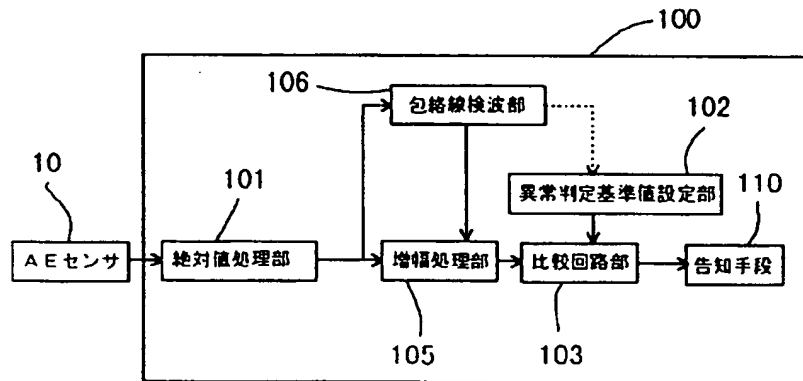 100
106
包絡線検波部
102
10
101
異常判定基準値設定部
110
AEセンサ
絶対値処理部
増幅処理部
比較回路部
告知手段
105
103